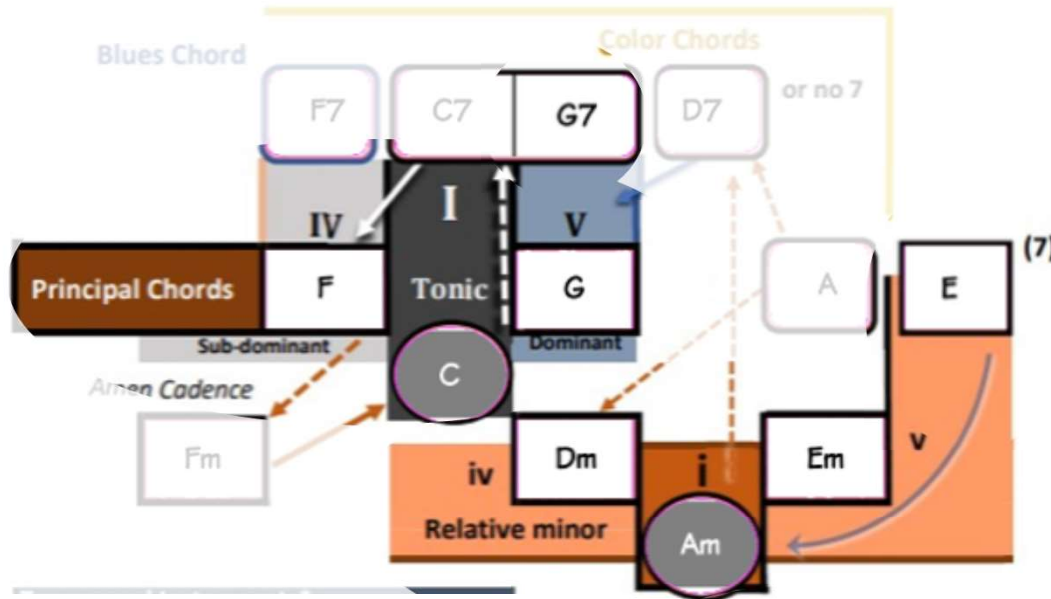 Color Chords
Blues Chord
or no 7
F7 C7 G7 D7
I
IV V
(7)
Principal Chords F Tonic G A E
Sub-dominant Dominant
C
Amen Cadence
Fm iv Dm i Em v
Relative minor
Am